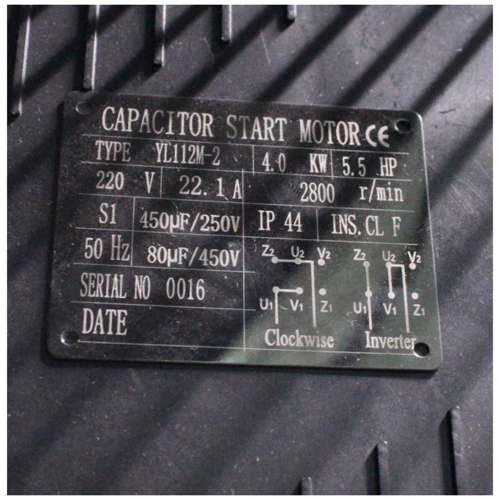 CAPACITOR START MOTOR CE
TYPE YL112M-2 4.0 KW 5.5 HP
220 V 22.1 A 2800 r/min
S1 450μF/250V IP 44 INS.CL F
50 Hz 80μF/450V
SERIAL NO 0016
DATE
Z2 U2 V2 Z2 U2 V2
U1 V1 Z1 U1 V1 Z1
Clockwise Inverter